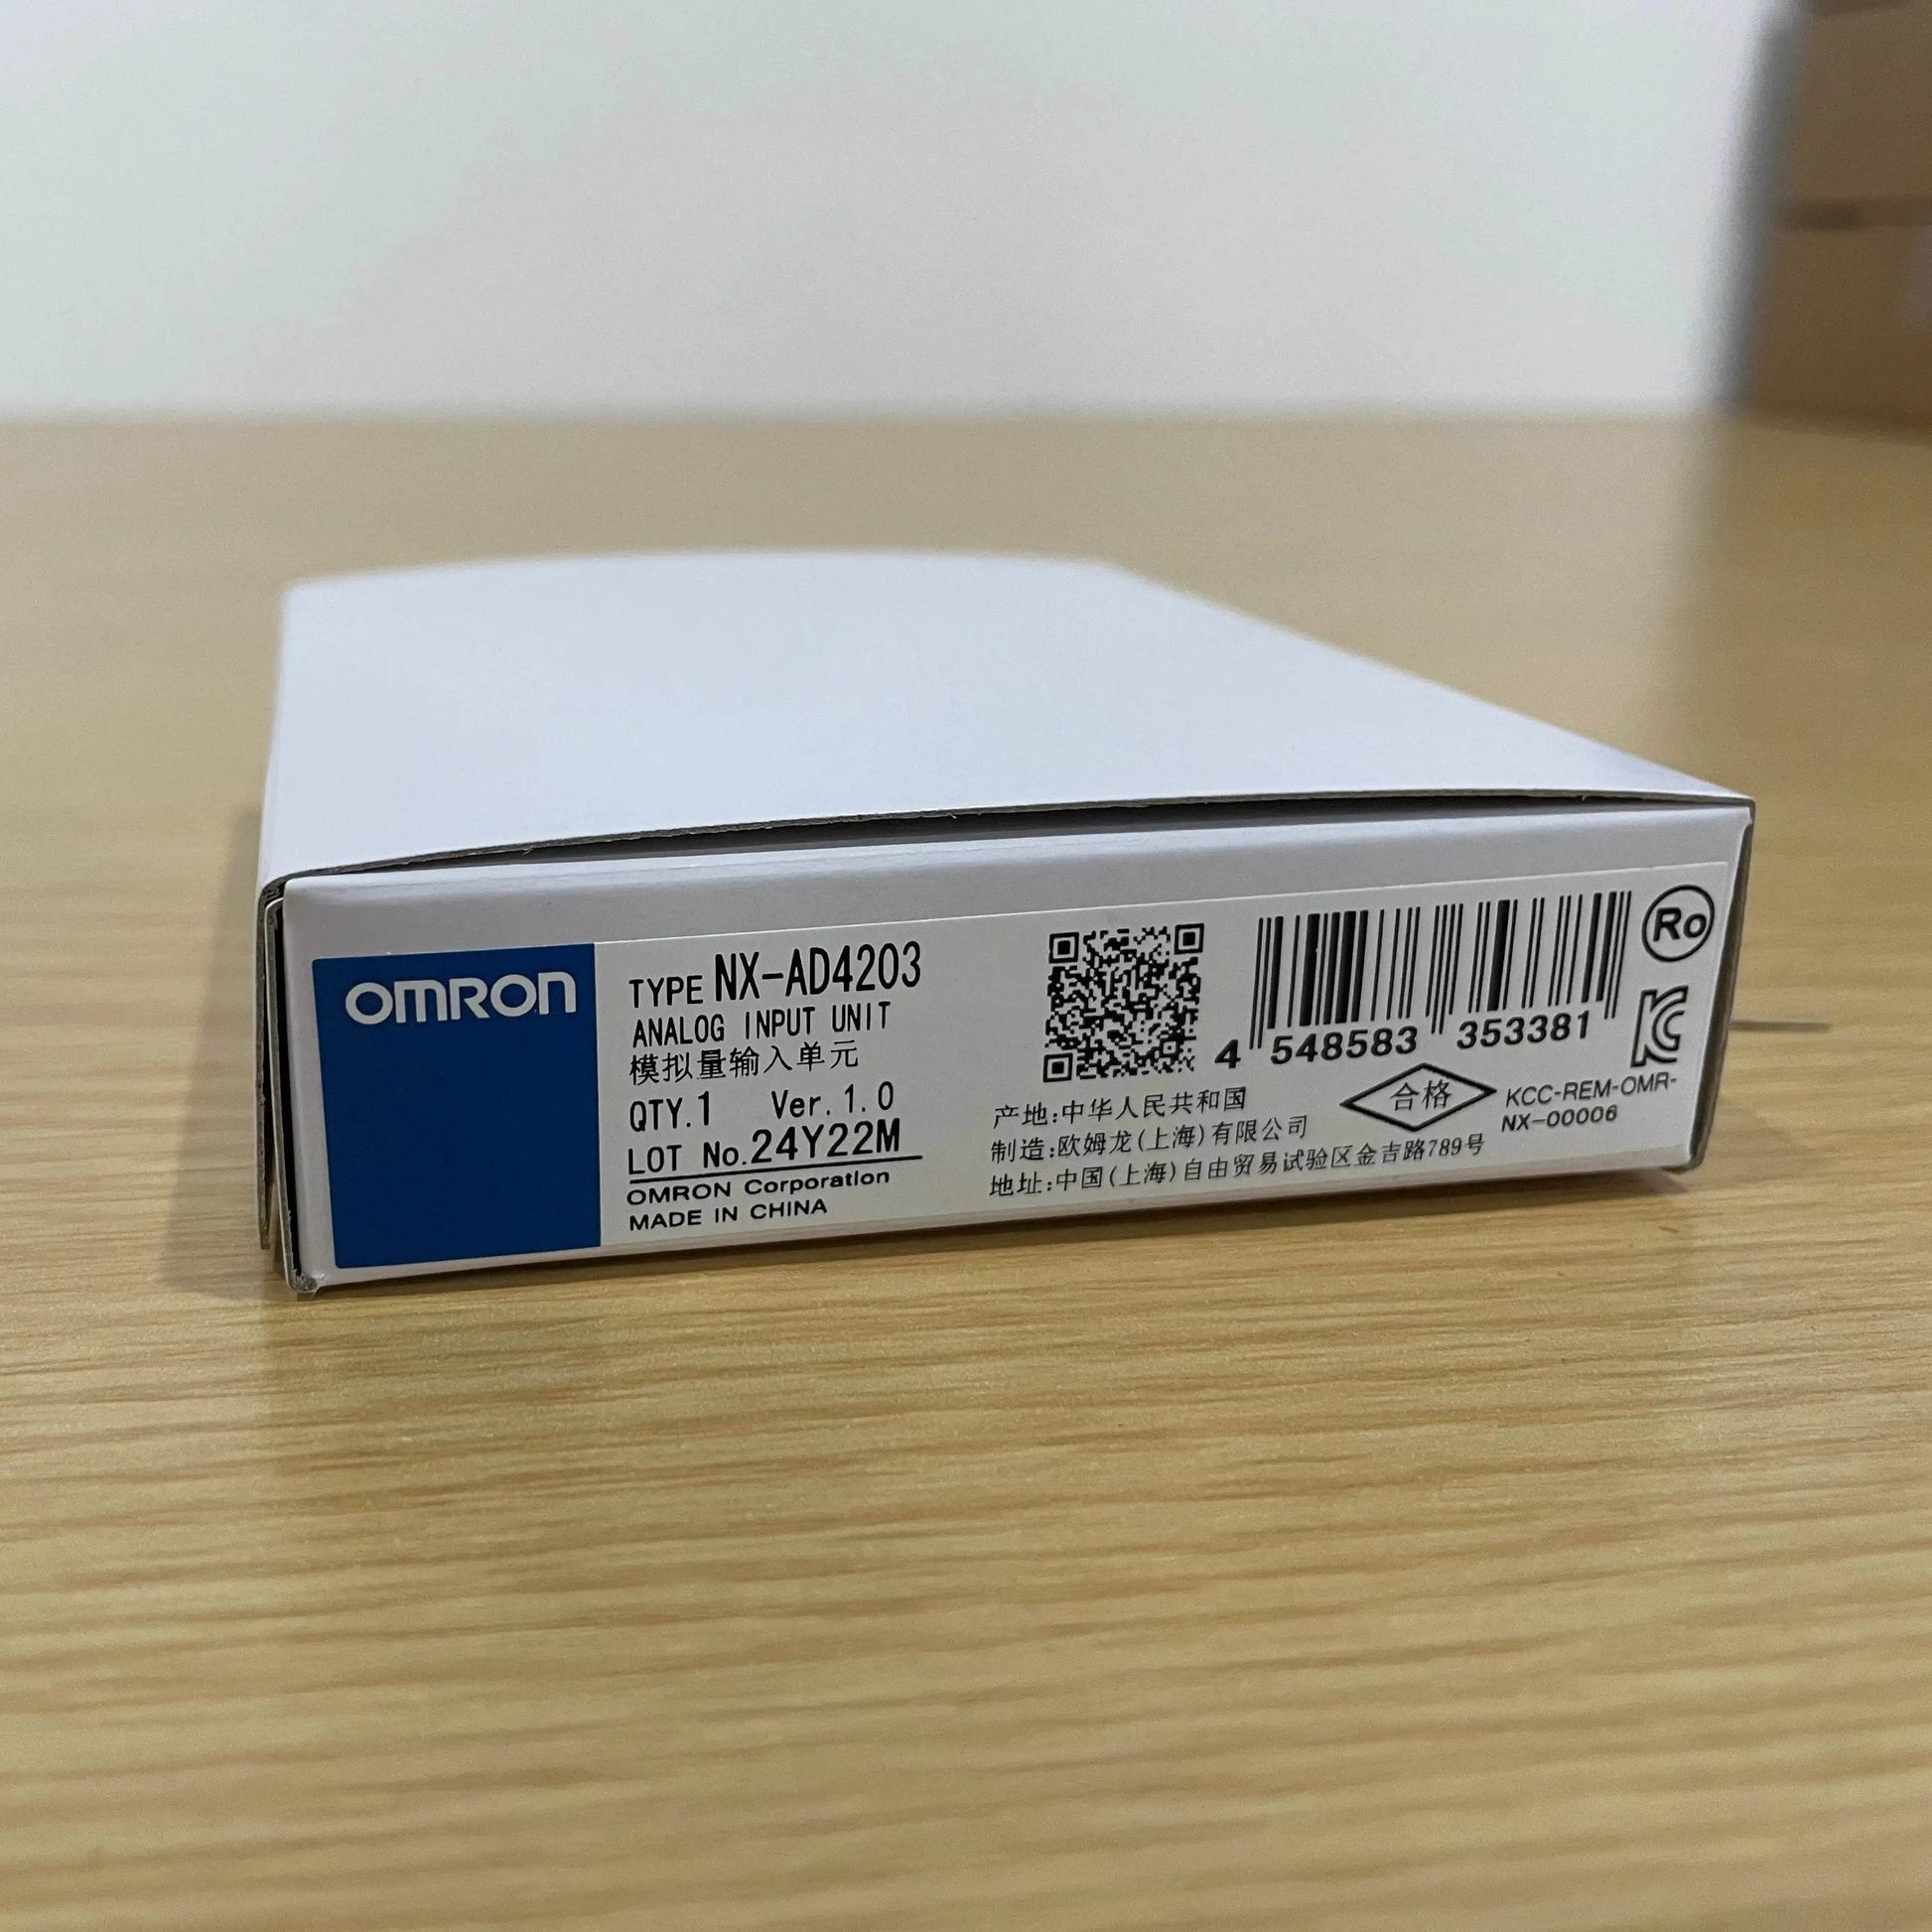 OMRON
TYPE NX-AD4203
ANALOG INPUT UNIT
模拟量输入单元
QTY.1 Ver.1.0
LOT No.24Y22M
OMRON Corporation
MADE IN CHINA
4 548583 353381
Ro
KC
合格
KCC-REM-OMR-
NX-00006
产地:中华人民共和国
制造:欧姆龙(上海)有限公司
地址:中国(上海)自由贸易试验区金吉路789号